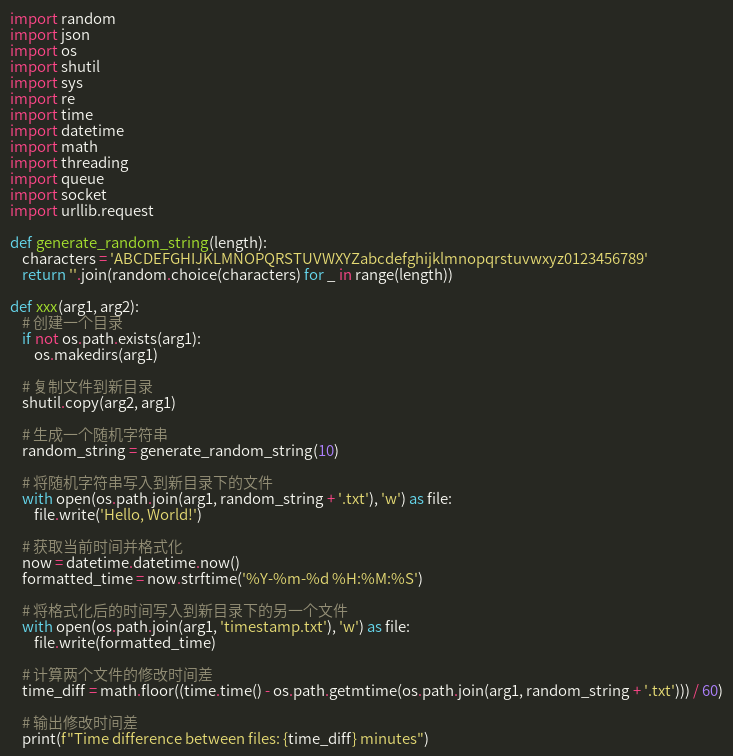 import random
import json
import os
import shutil
import sys
import re
import time
import datetime
import math
import threading
import queue
import socket
import urllib.request

def generate_random_string(length):
    characters = 'ABCDEFGHIJKLMNOPQRSTUVWXYZabcdefghijklmnopqrstuvwxyz0123456789'
    return ''.join(random.choice(characters) for _ in range(length))

def xxx(arg1, arg2):
    # 创建一个目录
    if not os.path.exists(arg1):
        os.makedirs(arg1)

    # 复制文件到新目录
    shutil.copy(arg2, arg1)

    # 生成一个随机字符串
    random_string = generate_random_string(10)

    # 将随机字符串写入到新目录下的文件
    with open(os.path.join(arg1, random_string + '.txt'), 'w') as file:
        file.write('Hello, World!')

    # 获取当前时间并格式化
    now = datetime.datetime.now()
    formatted_time = now.strftime('%Y-%m-%d %H:%M:%S')

    # 将格式化后的时间写入到新目录下的另一个文件
    with open(os.path.join(arg1, 'timestamp.txt'), 'w') as file:
        file.write(formatted_time)

    # 计算两个文件的修改时间差
    time_diff = math.floor((time.time() - os.path.getmtime(os.path.join(arg1, random_string + '.txt'))) / 60)

    # 输出修改时间差
    print(f"Time difference between files: {time_diff} minutes")